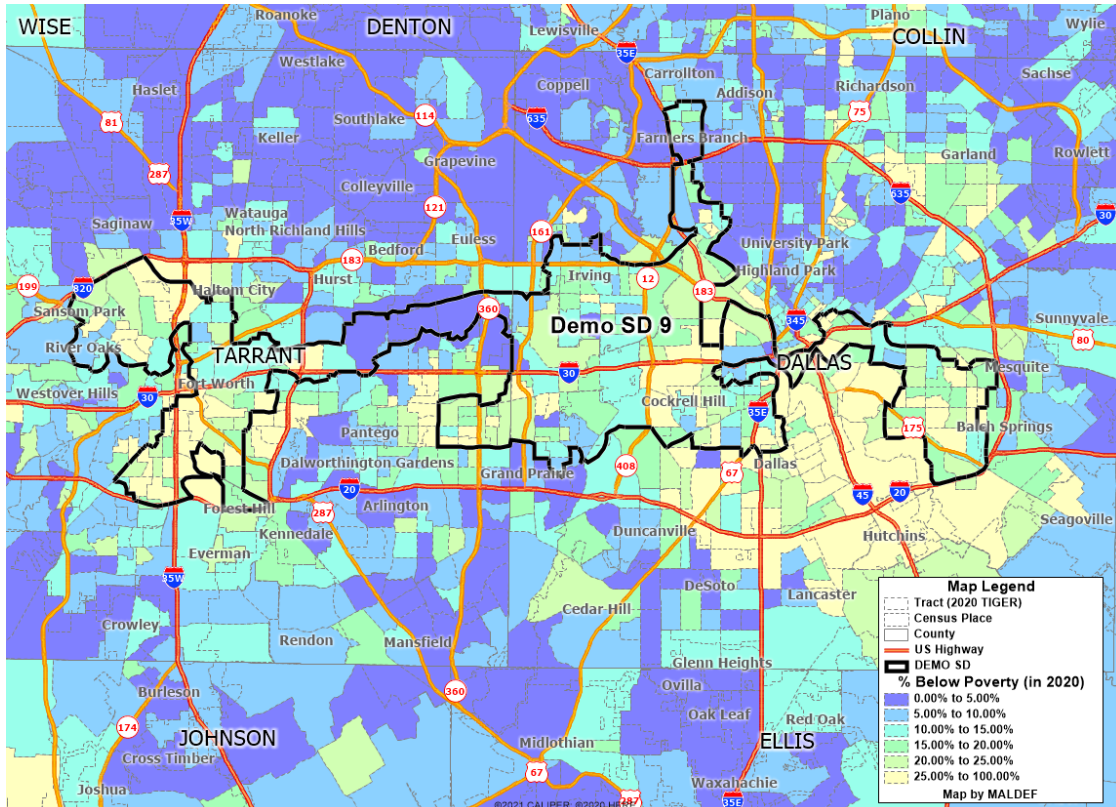 WISE
Roanoke
DENTON
Lewisville
Plano
COLLIN
Wylie
Westlake
35E
Carrollton
Haslet
Coppell
Addison
Richardson
Sachse
81
Southlake
114
635
75
Keller
Farmers Branch
Garland
Rowlett
287
Grapevine
Colleyville
635
121
35W
Saginaw
Watauga
North Richland Hills
Euless
161
30
Bedford
University Park
183
Hurst
Irving
Highland Park
199
820
Haltom City
12
183
Sansom Park
360
Demo SD 9
345
Sunnyvale
River Oaks
TARRANT
80
DALLAS
Mesquite
Fort Worth
30
Westover Hills
30
Cockrell Hill
35E
175
Balch Springs
Pantego
Dalworthington Gardens
Grand Prairie
408
67
Dallas
20
45
20
Arlington
Forest Hill
287
Kennedale
Duncanville
Seagoville
Hutchins
Everman
35W
DeSoto
Lancaster
Cedar Hill
Crowley
Rendon
Mansfield
Glenn Heights
360
Ovilla
Burleson
Oak Leaf
Red Oak
174
JOHNSON
Midlothian
ELLIS
Cross Timber
67
Waxahachie
Joshua
287
35E
©2021 CALIPER; ©2020 HERE
Map Legend
Tract (2020 TIGER)
Census Place
County
US Highway
DEMO SD
% Below Poverty (in 2020)
0.00% to 5.00%
5.00% to 10.00%
10.00% to 15.00%
15.00% to 20.00%
20.00% to 25.00%
25.00% to 100.00%
Map by MALDEF